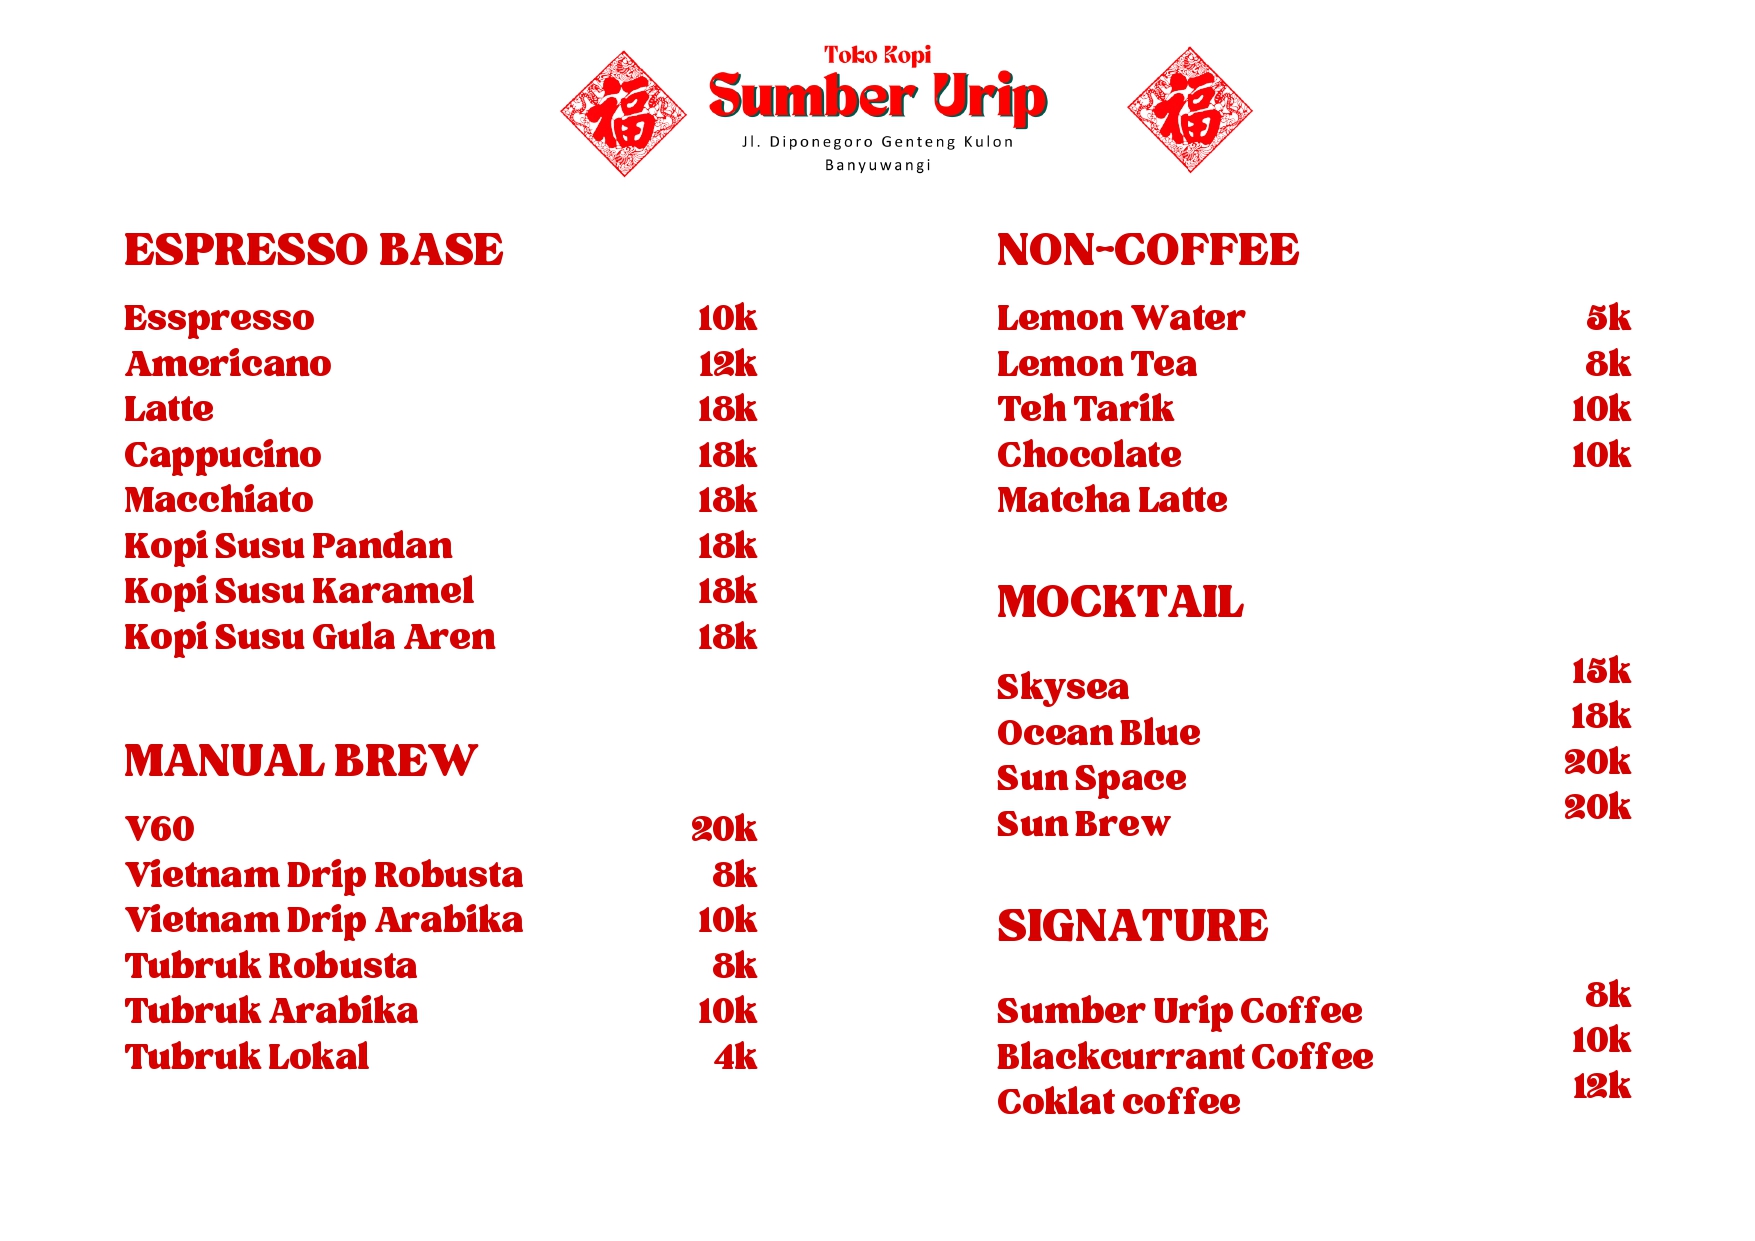 Toko Kopi
Sumber Urip
Jl. Diponegoro Genteng Kulon
Banyuwangi
福
福
ESPRESSO BASE
Esspresso 10k
Americano 12k
Latte 18k
Cappucino 18k
Macchiato 18k
Kopi Susu Pandan 18k
Kopi Susu Karamel 18k
Kopi Susu Gula Aren 18k
MANUAL BREW
V60 20k
Vietnam Drip Robusta 8k
Vietnam Drip Arabika 10k
Tubruk Robusta 8k
Tubruk Arabika 10k
Tubruk Lokal 4k
NON-COFFEE
Lemon Water 5k
Lemon Tea 8k
Teh Tarik 10k
Chocolate 10k
Matcha Latte
MOCKTAIL
Skysea 15k
Ocean Blue 18k
Sun Space 20k
Sun Brew 20k
SIGNATURE
Sumber Urip Coffee 8k
Blackcurrant Coffee 10k
Coklat coffee 12k